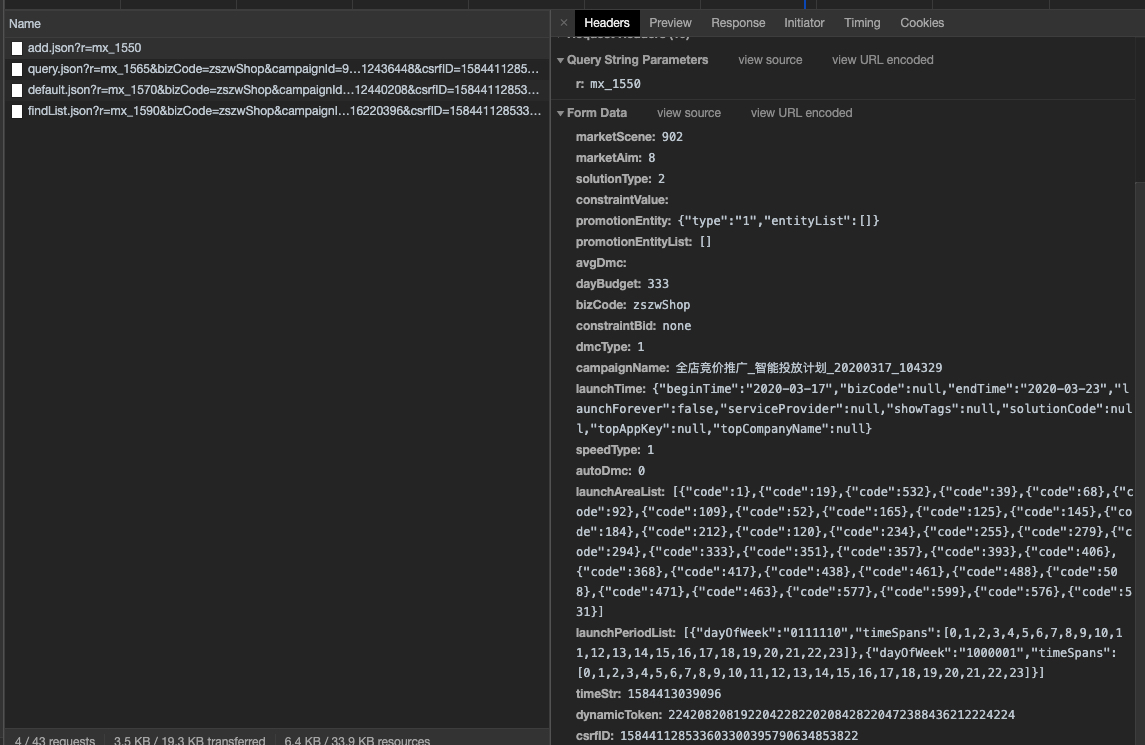 Name
add.json?r=mx_1550
query.json?r=mx_1565&bizCode=zszwShop&campaignId=9...12436448&csrfID=1584411285...
default.json?r=mx_1570&bizCode=zszwShop&campaignId...12440208&csrfID=15844112853...
findList.json?r=mx_1590&bizCode=zszwShop&campaignI...16220396&csrfID=158441128533...
4 / 43 requests 3.5 KB / 19.3 KB transferred 6.4 KB / 33.9 KB resources
× Headers Preview Response Initiator Timing Cookies
Query String Parameters view source view URL encoded
r: mx_1550
Form Data view source view URL encoded
marketScene: 902
marketAim: 8
solutionType: 2
constraintValue:
promotionEntity: {"type":"1","entityList":[]}
promotionEntityList: []
avgDmc:
dayBudget: 333
bizCode: zszwShop
constraintBid: none
dmcType: 1
campaignName: 全店竞价推广_智能投放计划_20200317_104329
launchTime: {"beginTime":"2020-03-17","bizCode":null,"endTime":"2020-03-23","l
aunchForever":false,"serviceProvider":null,"showTags":null,"solutionCode":nul
l,"topAppKey":null,"topCompanyName":null}
speedType: 1
autoDmc: 0
launchAreaList: [{"code":1},{"code":19},{"code":532},{"code":39},{"code":68},{"c
ode":92},{"code":109},{"code":52},{"code":165},{"code":125},{"code":145},{"co
de":184},{"code":212},{"code":120},{"code":234},{"code":255},{"code":279},{"c
ode":294},{"code":333},{"code":351},{"code":357},{"code":393},{"code":406},
{"code":368},{"code":417},{"code":438},{"code":461},{"code":488},{"code":50
8},{"code":471},{"code":463},{"code":577},{"code":599},{"code":576},{"code":5
31}]
launchPeriodList: [{"dayOfWeek":"0111110","timeSpans":[0,1,2,3,4,5,6,7,8,9,10,1
1,12,13,14,15,16,17,18,19,20,21,22,23]},{"dayOfWeek":"1000001","timeSpans":
[0,1,2,3,4,5,6,7,8,9,10,11,12,13,14,15,16,17,18,19,20,21,22,23]}]
timeStr: 1584413039096
dynamicToken: 224208208192204228220208428220472388436212224224
csrfID: 1584411285336033003957906348538​22